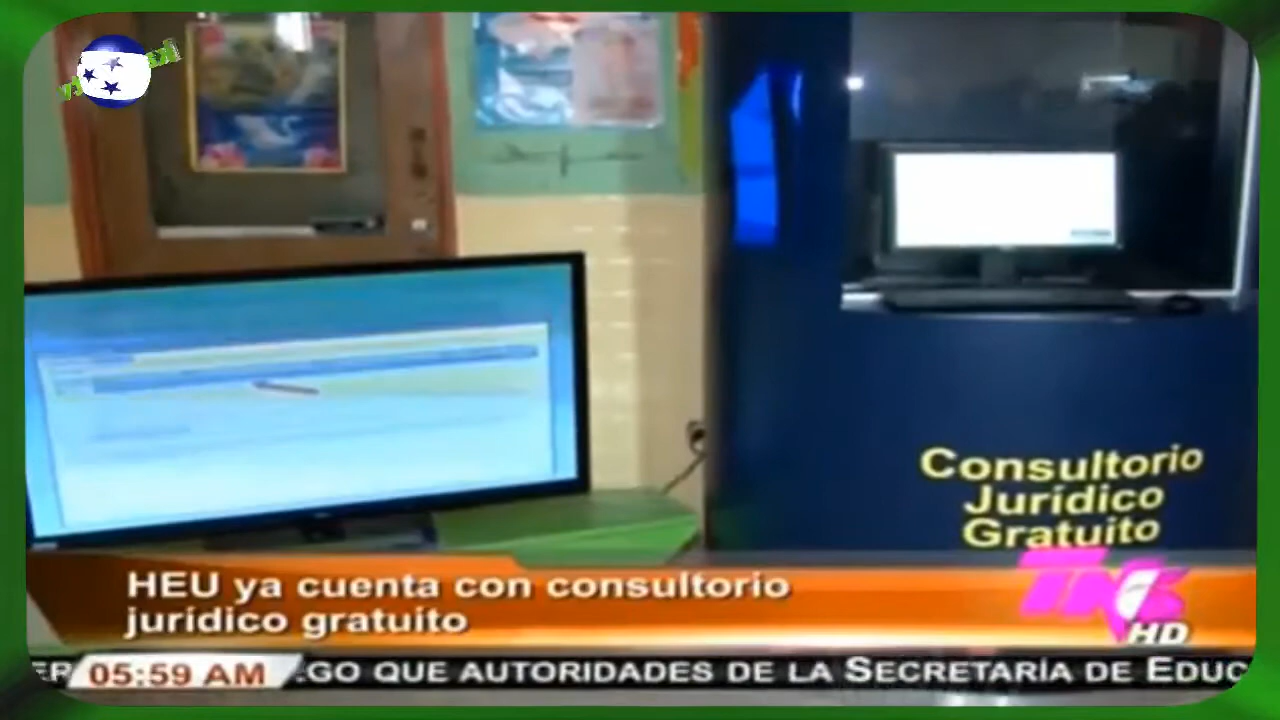 Consultorio
Jurídico
Gratuito
HEU ya cuenta con consultorio
jurídico gratuito
HD
05:59 AM
GO QUE AUTORIDADES DE LA SECRETARÍA DE EDUC